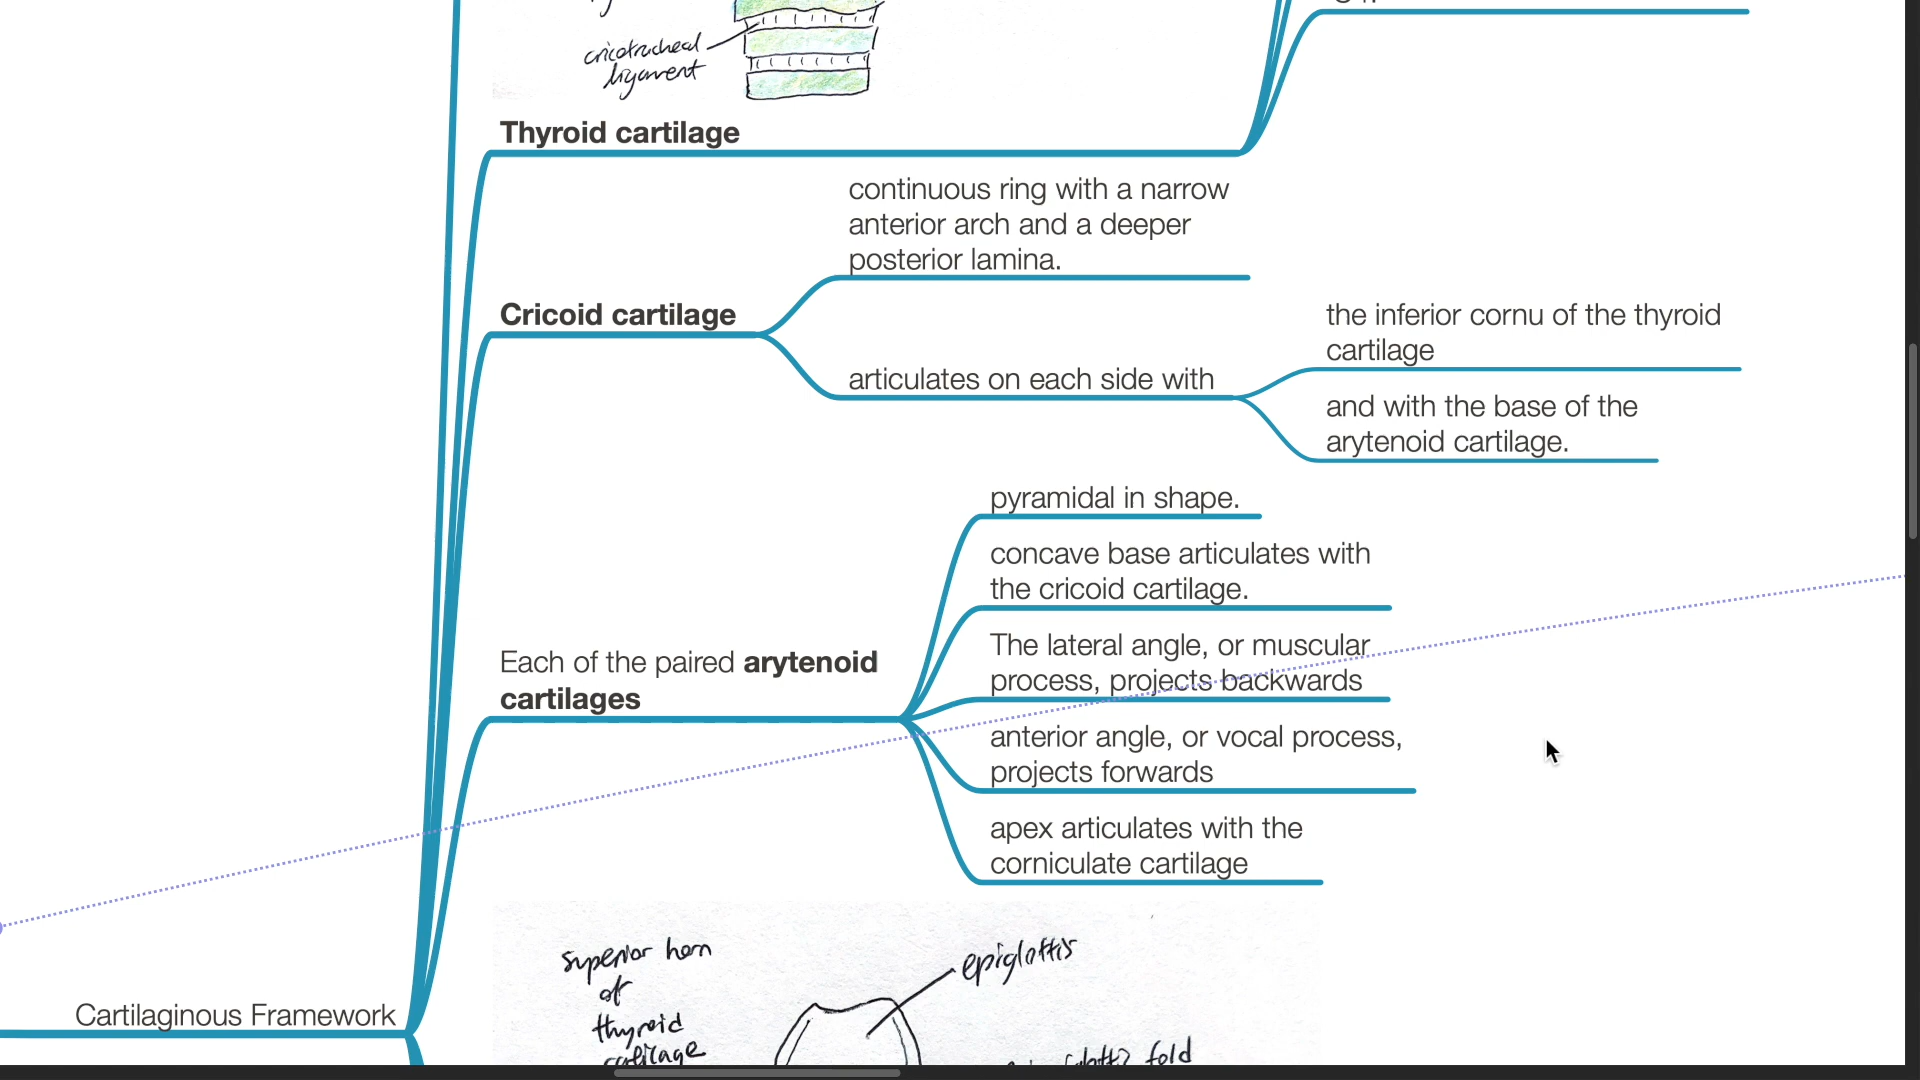 cricotracheal
ligament
Thyroid cartilage
continuous ring with a narrow
anterior arch and a deeper
posterior lamina.
Cricoid cartilage
the inferior cornu of the thyroid
cartilage
articulates on each side with
and with the base of the
arytenoid cartilage.
pyramidal in shape.
concave base articulates with
the cricoid cartilage.
The lateral angle, or muscular
process, projects backwards
Each of the paired arytenoid
cartilages
anterior angle, or vocal process,
projects forwards
apex articulates with the
corniculate cartilage
superior horn
of
thyroid
cartilage
epiglottis
fold
Cartilaginous Framework